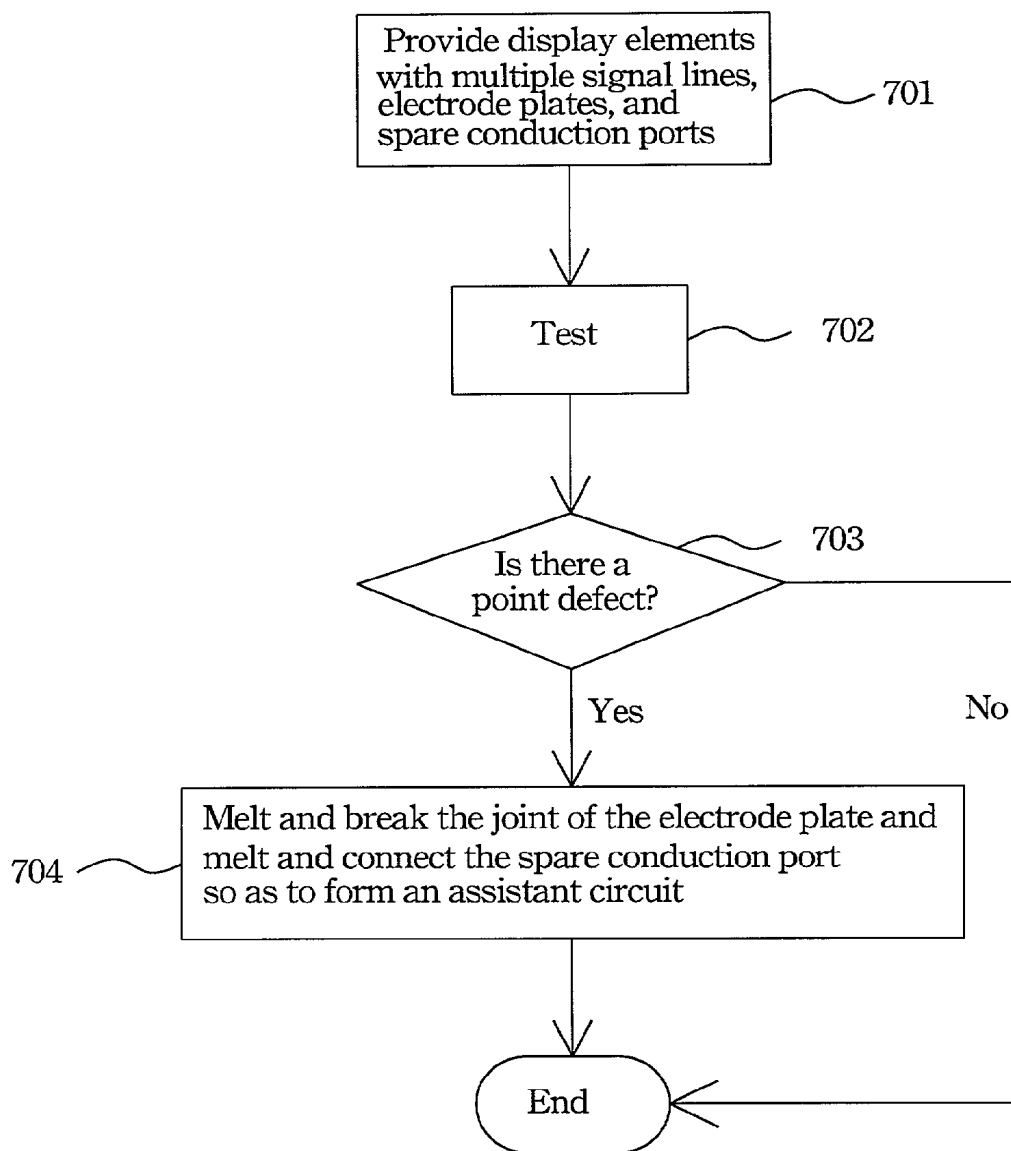 Provide display elements
with multiple signal lines,
electrode plates, and
spare conduction ports
701
Test
702
703
Is there a
point defect?
Yes
No
Melt and break the joint of the electrode plate and
melt and connect the spare conduction port
so as to form an assistant circuit
704
End